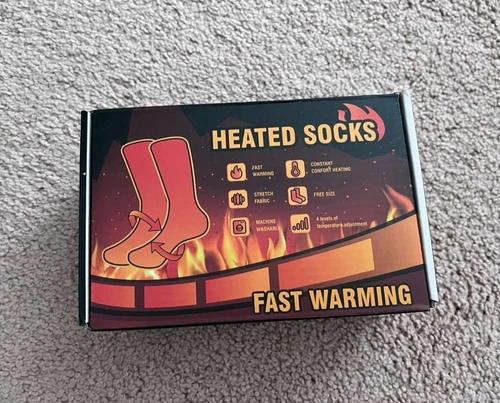 HEATED SOCKS
FAST
WARMING
CONSTANT
COMFORT HEATING
STRETCH
FABRIC
FREE SIZE
MACHINE
WASHABLE
4 levels of
temperature adjustment
FAST WARMING